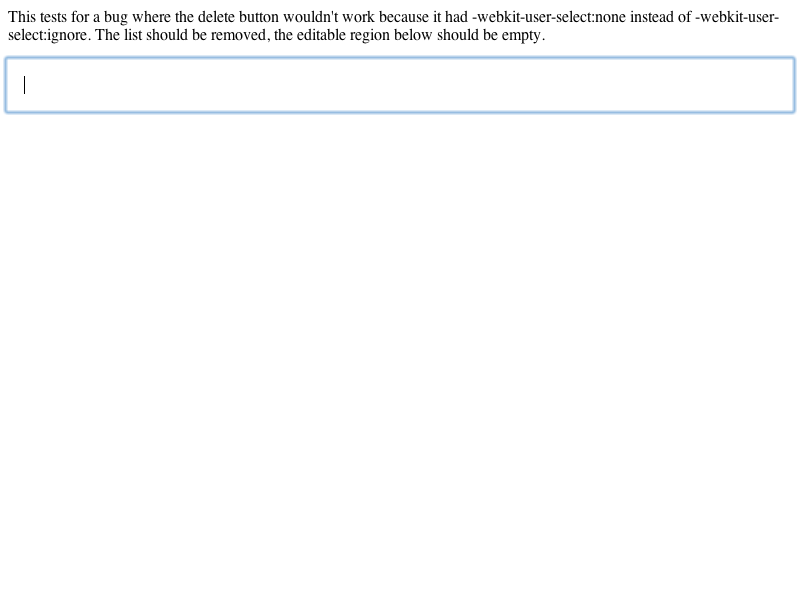 This tests for a bug where the delete button wouldn't work because it had -webkit-user-select:none instead of -webkit-user-
select:ignore. The list should be removed, the editable region below should be empty.